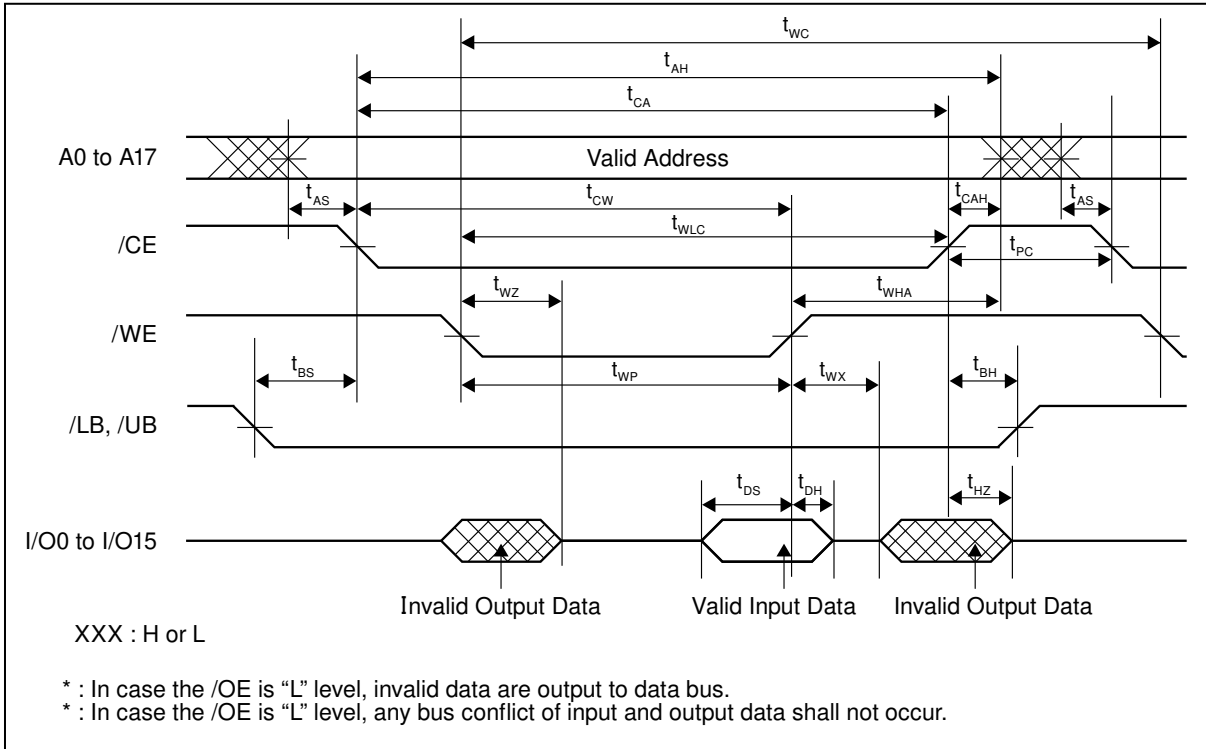 tWC
tAH
tCA
A0 to A17
Valid Address
tAS
tCW
tCAH
tAS
/CE
tWLC
tPC
tWZ
tWHA
/WE
tBS
tWP
tWX
tBH
/LB, /UB
tDS
tDH
tHZ
I/O0 to I/O15
Invalid Output Data
Valid Input Data
Invalid Output Data
XXX : H or L
* : In case the /OE is “L” level, invalid data are output to data bus.
* : In case the /OE is “L” level, any bus conflict of input and output data shall not occur.